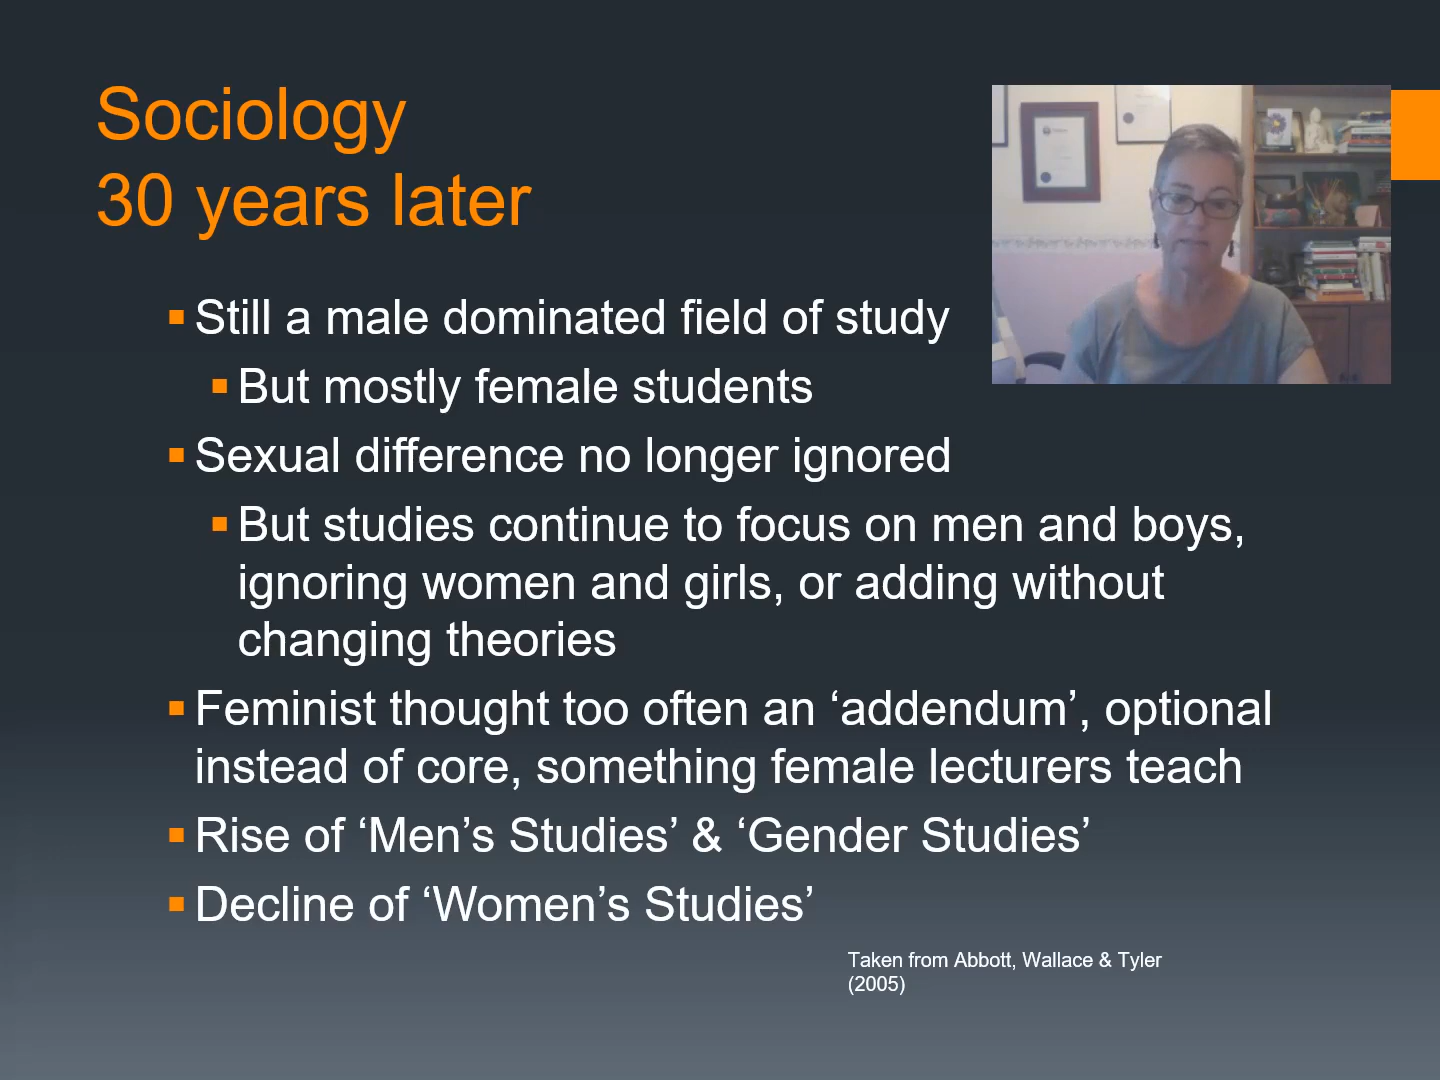 Sociology
30 years later
Still a male dominated field of study
But mostly female students
Sexual difference no longer ignored
But studies continue to focus on men and boys,
ignoring women and girls, or adding without
changing theories
Feminist thought too often an ‘addendum’, optional
instead of core, something female lecturers teach
Rise of ‘Men’s Studies’ & ‘Gender Studies’
Decline of ‘Women’s Studies’
Taken from Abbott, Wallace & Tyler
(2005)